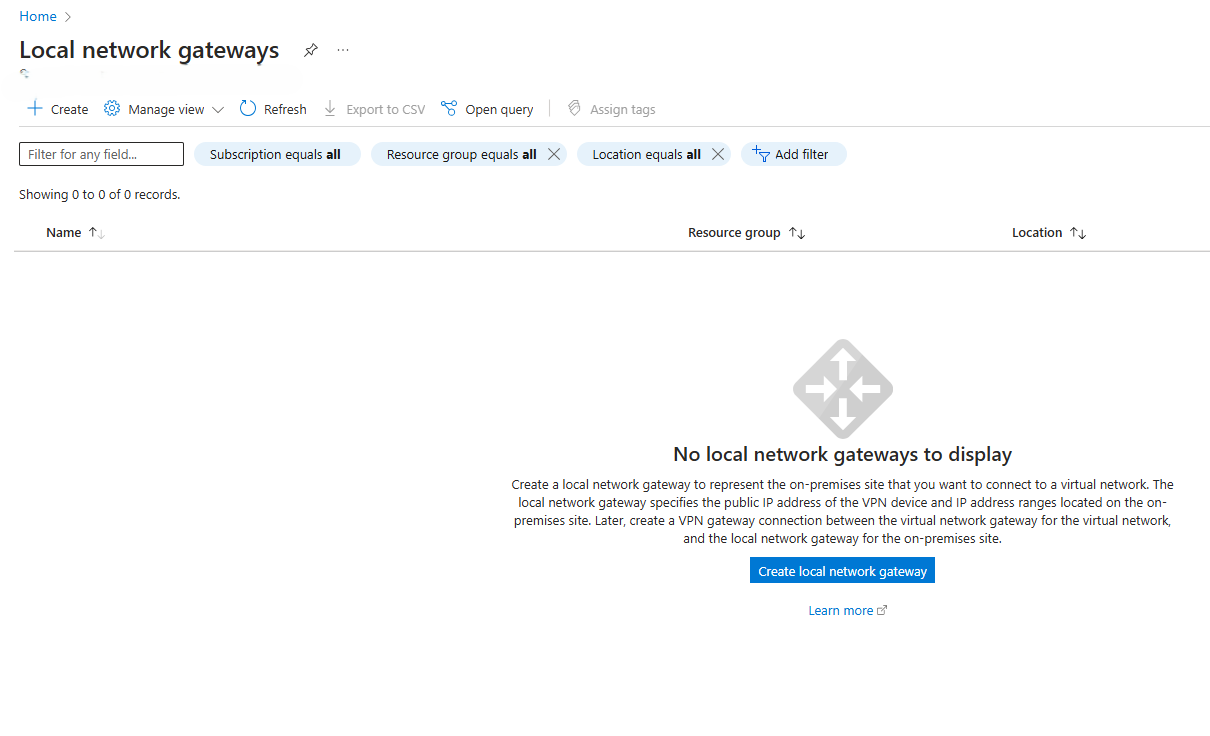 Home
Local network gateways
Create Manage view Refresh Export to CSV Open query Assign tags
Filter for any field... Subscription equals all Resource group equals all Location equals all Add filter
Showing 0 to 0 of 0 records.
Name Resource group Location
No local network gateways to display
Create a local network gateway to represent the on-premises site that you want to connect to a virtual network. The
local network gateway specifies the public IP address of the VPN device and IP address ranges located on the on-
premises site. Later, create a VPN gateway connection between the virtual network gateway for the virtual network,
and the local network gateway for the on-premises site.
Create local network gateway
Learn more